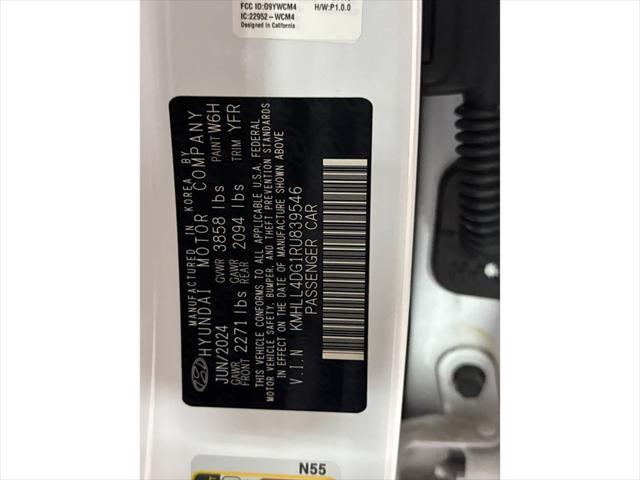 FCC ID:O9YWCM4
H/W:P1.0.0
IC:22952-WCM4
Designed in California
MANUFACTURED IN KOREA BY
HYUNDAI MOTOR COMPANY
JUN/2024 GVWR 3858 lbs PAINT W6H
GAWR FRONT 2271 lbs GAWR REAR 2094 lbs TRIM YFR
THIS VEHICLE CONFORMS TO ALL APPLICABLE U.S.A. FEDERAL
MOTOR VEHICLE SAFETY, BUMPER, AND THEFT PREVENTION STANDARDS
IN EFFECT ON THE DATE OF MANUFACTURE SHOWN ABOVE
V.I.N KMHLL4DG1RU839546
PASSENGER CAR
N55